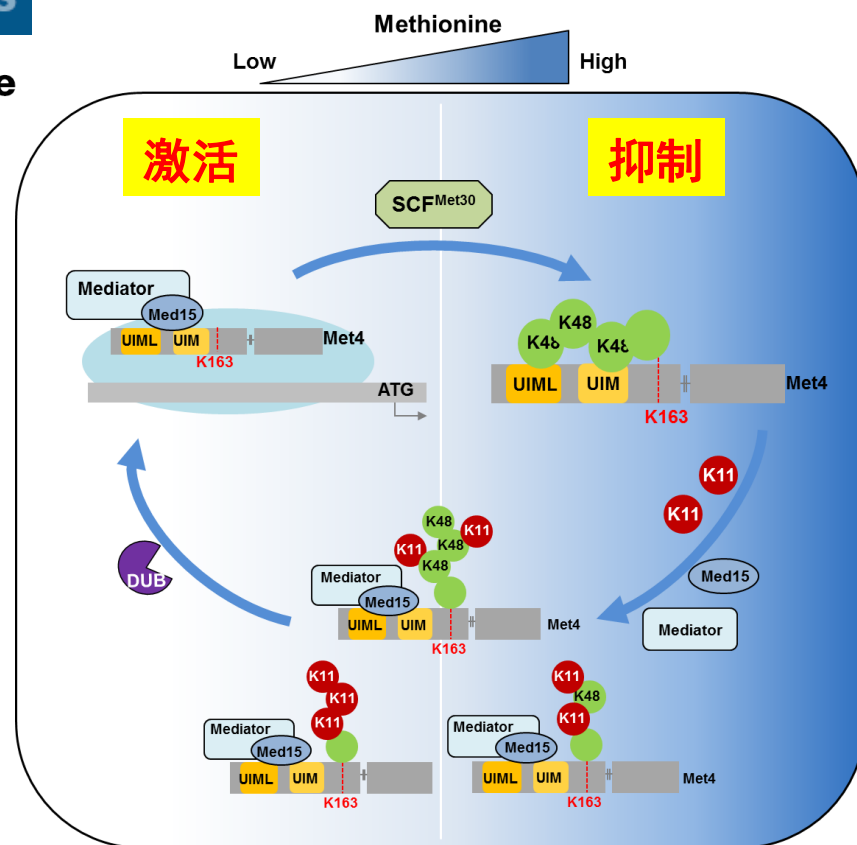 s
Methionine
Low
High
e
激活
抑制
SCFMet30
Mediator
Med15
UIML
UIM
Met4
K163
ATG
K48
K48
K48
UIML
UIM
Met4
K163
K11
K11
Med15
Mediator
DUB
K48
K11
K11
K48
K48
Mediator
Med15
UIML
UIM
Met4
K163
K11
K11
K11
Mediator
Med15
UIML
UIM
K163
K11
K48
K11
Mediator
Med15
UIML
UIM
Met4
K163